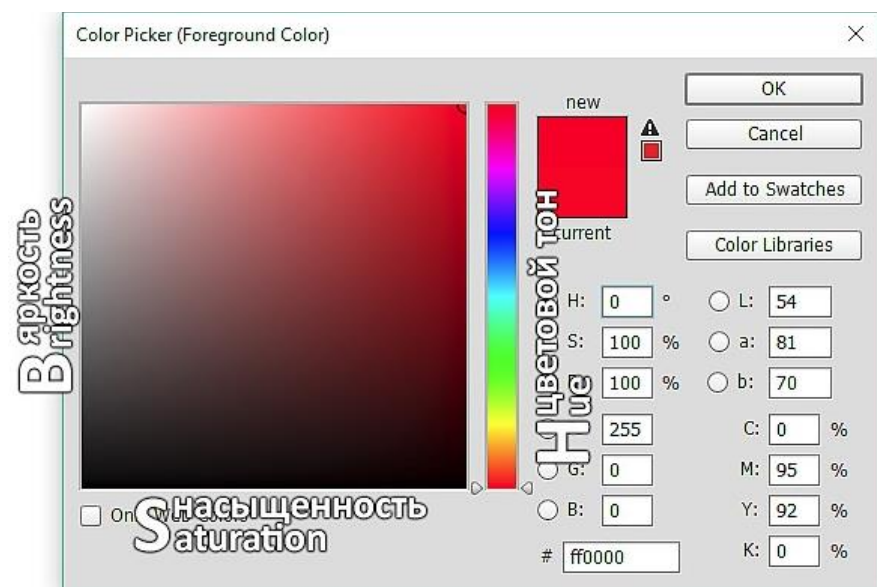 Color Picker (Foreground Color)
OK
new
Cancel
Add to Swatches
current
Color Libraries
яркость
Brightness
цветовой тон
Hue
H: 0 °
L: 54
S: 100 %
a: 81
100 %
b: 70
255
C: 0 %
G: 0
M: 95 %
B: 0
Y: 92 %
# ff0000
K: 0 %
насыщенность
Saturation